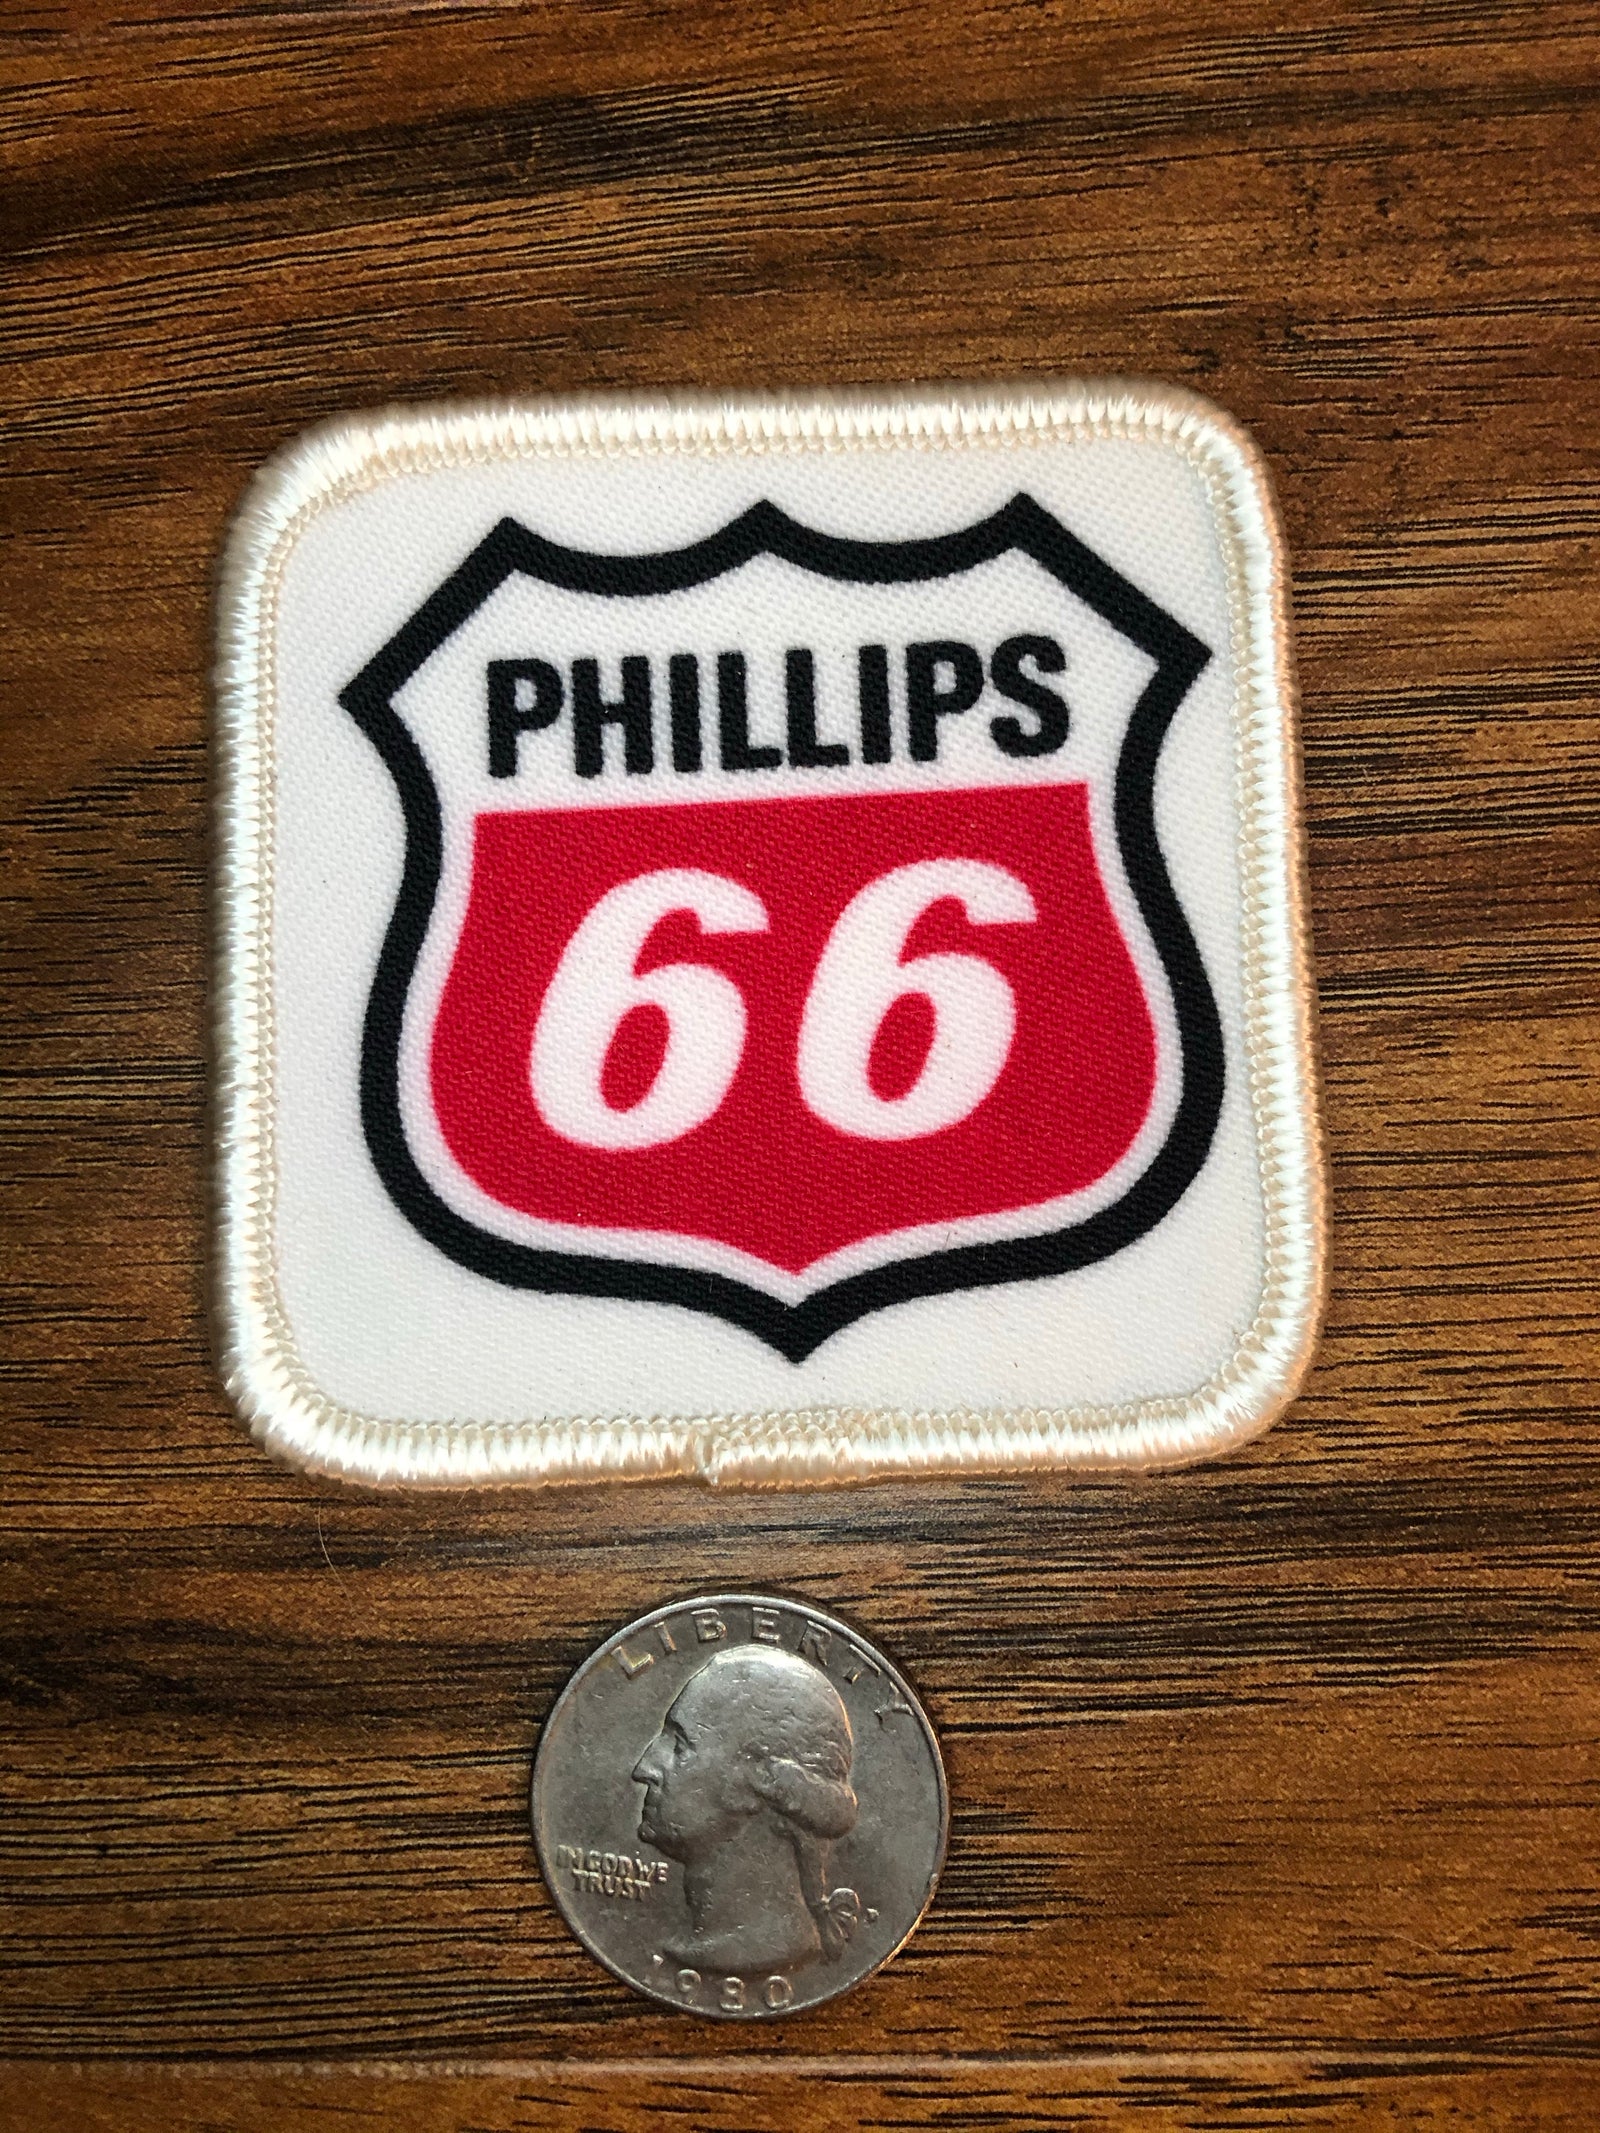 PHILLIPS
66
LIBERTY
IN GOD WE
TRUST
1980